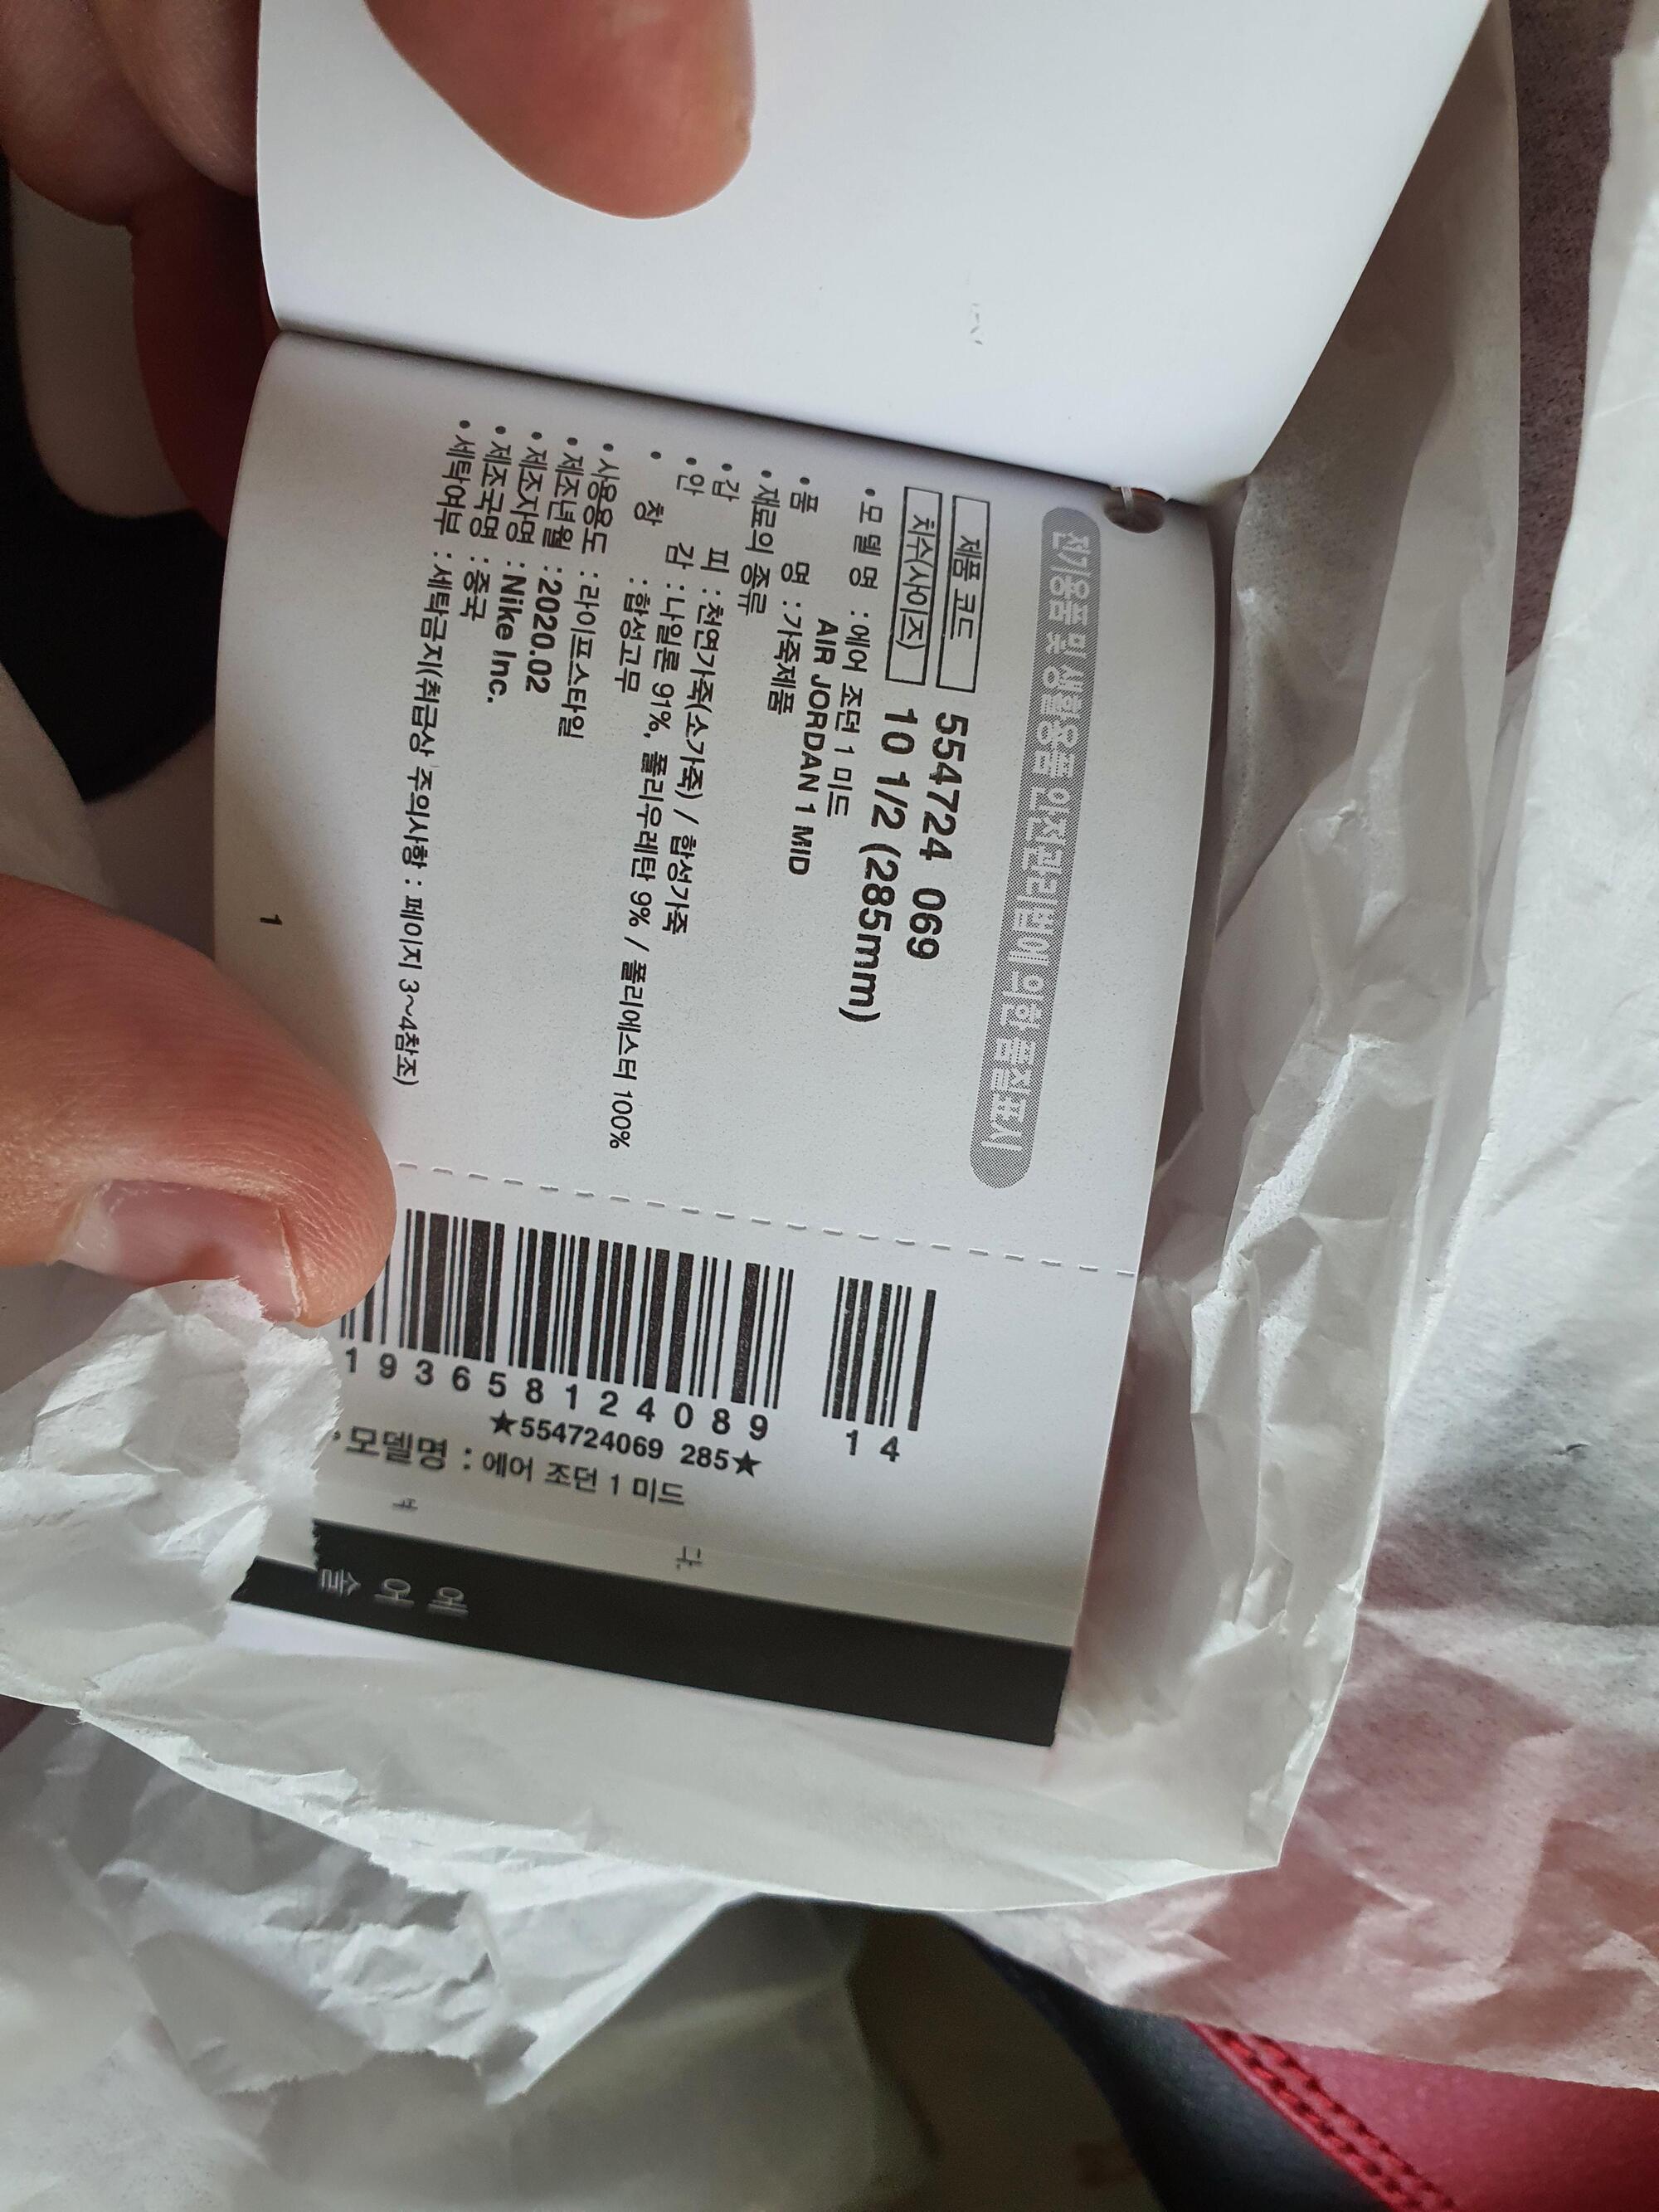 전기용품 및 생활용품 안전관리법에 의한 품질표시
제품 코드 554724 069
치수(사이즈) 10 1/2 (285mm)
• 모 델 명 : 에어 조던 1 미드
AIR JORDAN 1 MID
• 품 명 : 가죽제품
• 재료의 종류
• 겉 피 : 천연가죽(소가죽) / 합성가죽
• 안 감 : 나일론 91%, 폴리우레탄 9% / 폴리에스터 100%
• 창 : 합성고무
• 사용용도 : 라이프스타일
• 제조년월 : 2020.02
• 제조자명 : Nike Inc.
• 제조국명 : 중국
• 세탁여부 : 세탁금지(취급상 주의사항 : 페이지 3~4참조)
1
14
193658124089
★554724069 285★
모델명 : 에어 조던 1 미드
다.
에
어
솔